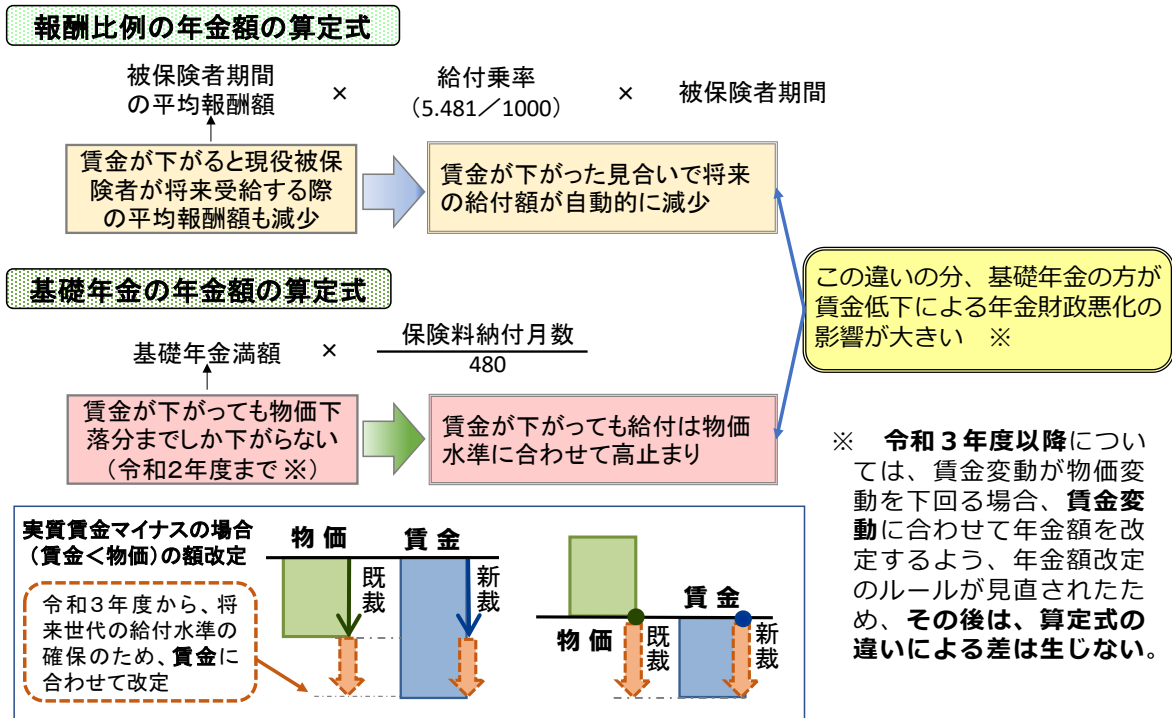 報酬比例の年金額の算定式
被保険者期間
の平均報酬額
×
給付乗率
（5.481／1000）
×
被保険者期間
賃金が下がると現役被保
険者が将来受給する際
の平均報酬額も減少
賃金が下がった見合いで将来
の給付額が自動的に減少
基礎年金の年金額の算定式
基礎年金満額
×
保険料納付月数
480
賃金が下がっても物価下
落分までしか下がらない
（令和2年度まで※）
賃金が下がっても給付は物価
水準に合わせて高止まり
この違いの分、基礎年金の方が
賃金低下による年金財政悪化の
影響が大きい　※
※　令和３年度以降につい
ては、賃金変動が物価変
動を下回る場合、賃金変
動に合わせて年金額を改
定するよう、年金額改定
のルールが見直されたた
め、その後は、算定式の
違いによる差は生じない。
実質賃金マイナスの場合
（賃金＜物価）の額改定
令和３年度から、将
来世代の給付水準の
確保のため、賃金に
合わせて改定
物 価
賃 金
既裁
新裁
物 価
賃 金
既裁
新裁